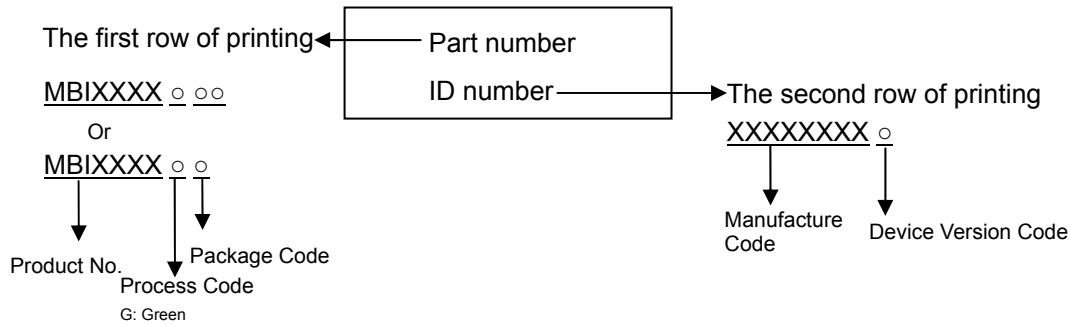 The first row of printing
Part number
MBIXXXX ○ ○○
ID number
The second row of printing
Or
XXXXXXXX ○
MBIXXXX ○ ○
Manufacture
Code
Device Version Code
Product No.
Package Code
Process Code
G: Green